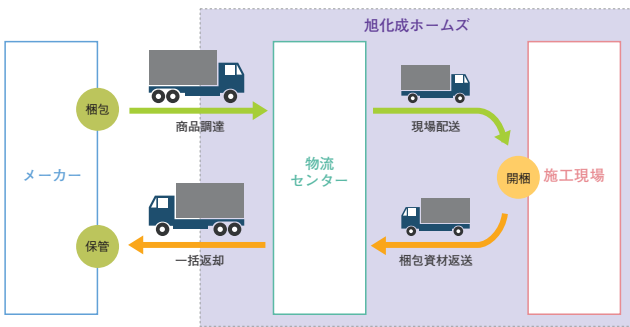 旭化成ホームズ
梱包
商品調達
現場配送
メーカー
物流
センター
開梱
施工現場
保管
一括返却
梱包資材返送